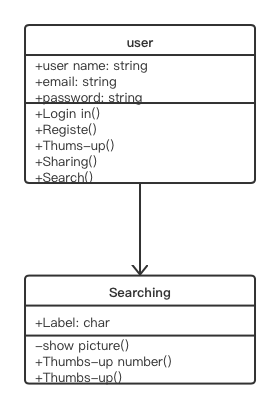 user
+user name: string
+email: string
+password: string
+Login in()
+Registe()
+Thums-up()
+Sharing()
+Search()
Searching
+Label: char
-show picture()
+Thumbs-up number()
+Thumbs-up()